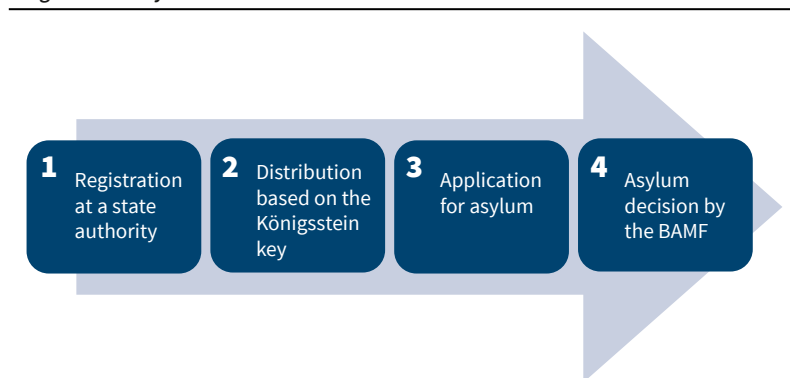 1
Registration
at a state
authority
2
Distribution
based on the
Königsstein
key
3
Application
for asylum
4
Asylum
decision by
the BAMF